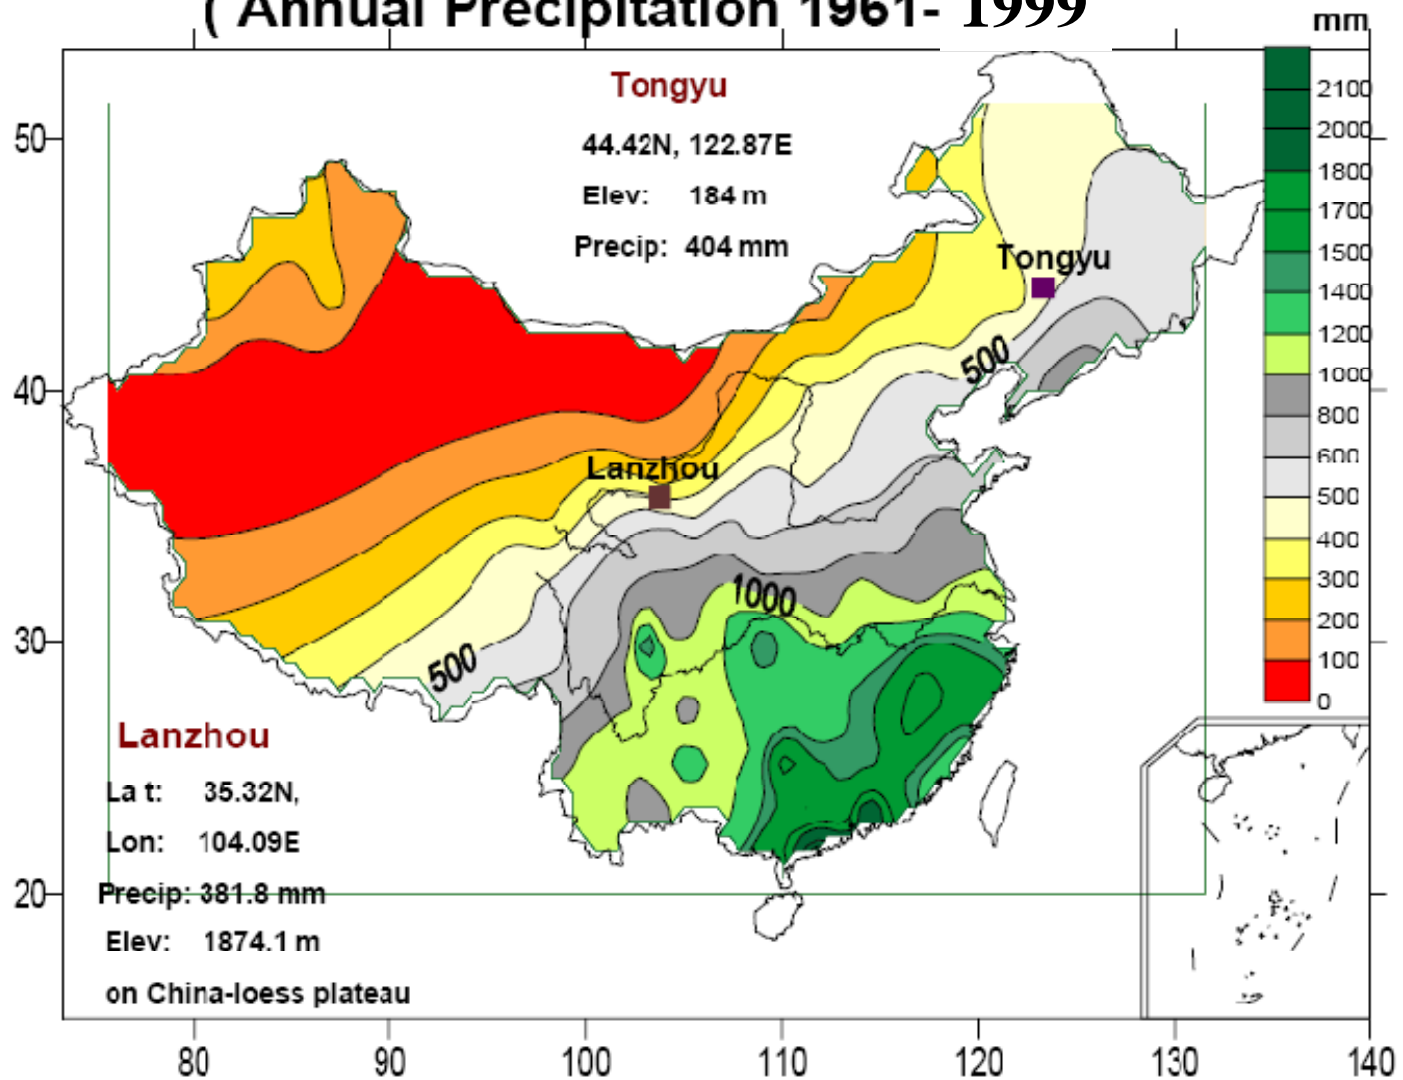 ( Annual Precipitation 1961- 1999
mm
Tongyu
44.42N, 122.87E
Elev: 184 m
Precip: 404 mm
Tongyu
500
Lanzhou
1000
500
Lanzhou
La t: 35.32N,
Lon: 104.09E
Precip: 381.8 mm
Elev: 1874.1 m
on China-loess plateau
50
40
30
20
80 90 100 110 120 130 140
2100
2000
1800
1700
1500
1400
1200
1000
800
600
500
400
300
200
100
0